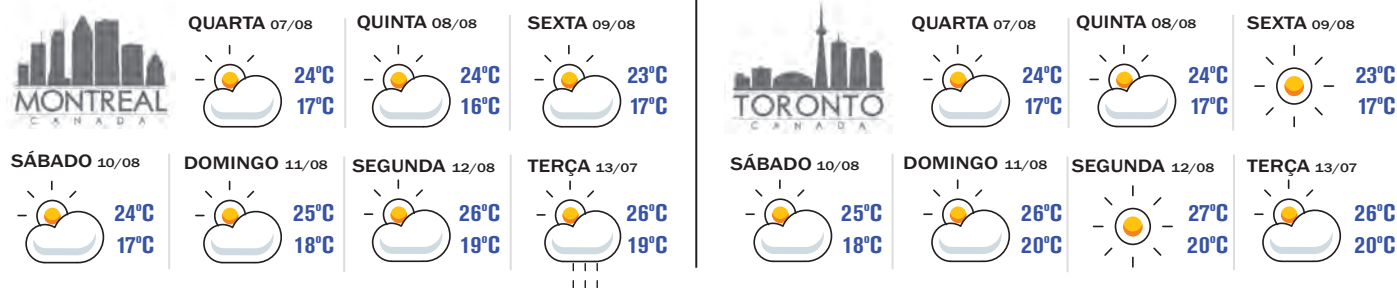 MONTREAL
CANADA
QUARTA 07/08
24ºC
17ºC
QUINTA 08/08
24ºC
16ºC
SEXTA 09/08
23ºC
17ºC
SÁBADO 10/08
24ºC
17ºC
DOMINGO 11/08
25ºC
18ºC
SEGUNDA 12/08
26ºC
19ºC
TERÇA 13/07
26ºC
19ºC
TORONTO
CANADA
QUARTA 07/08
24ºC
17ºC
QUINTA 08/08
24ºC
17ºC
SEXTA 09/08
23ºC
17ºC
SÁBADO 10/08
25ºC
18ºC
DOMINGO 11/08
26ºC
20ºC
SEGUNDA 12/08
27ºC
20ºC
TERÇA 13/07
26ºC
20ºC